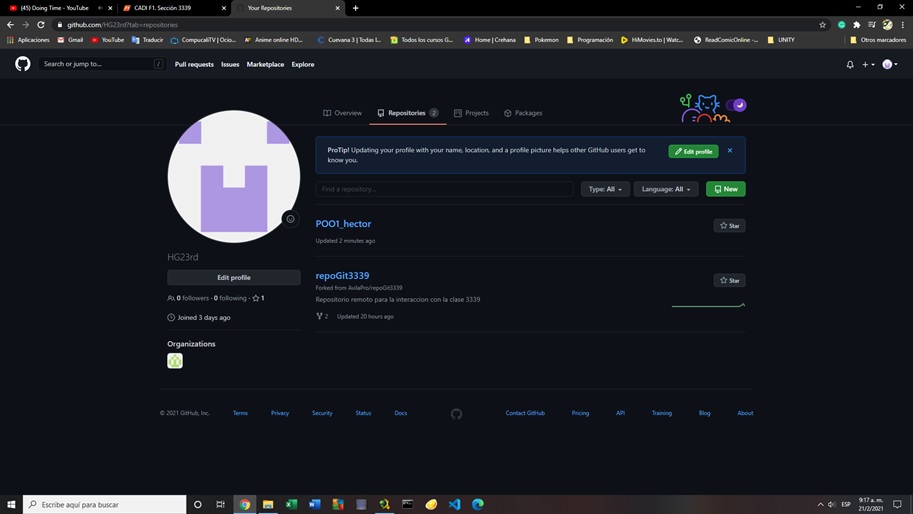 (45) Doing Time - YouTube
CADI F1. Sección 3339
Your Repositories
github.com/HG23rd?tab=repositories
Aplicaciones Gmail YouTube Traducir CompucaliTV | Ocio... Anime online HD... Cuevana 3 | Todas l... Todos los cursos G... Home | Crehana Pokemon Programación HiMovies.to | Watc... ReadComicOnline -... UNITY Otros marcadores
Search or jump to... / Pull requests Issues Marketplace Explore
Overview Repositories 2 Projects Packages
ProTip! Updating your profile with your name, location, and a profile picture helps other GitHub users get to
know you.
Edit profile
Find a repository... Type: All Language: All New
POO1_hector
Star
Updated 2 minutes ago
HG23rd
Edit profile
0 followers · 0 following · 1
Joined 3 days ago
Organizations
repoGit3339
Star
Forked from AvilaPro/repoGit3339
Repositorio remoto para la interaccion con la clase 3339
2 Updated 20 hours ago
© 2021 GitHub, Inc. Terms Privacy Security Status Docs Contact GitHub Pricing API Training Blog About
Escribe aquí para buscar
ESP
9:17 a. m.
21/2/2021